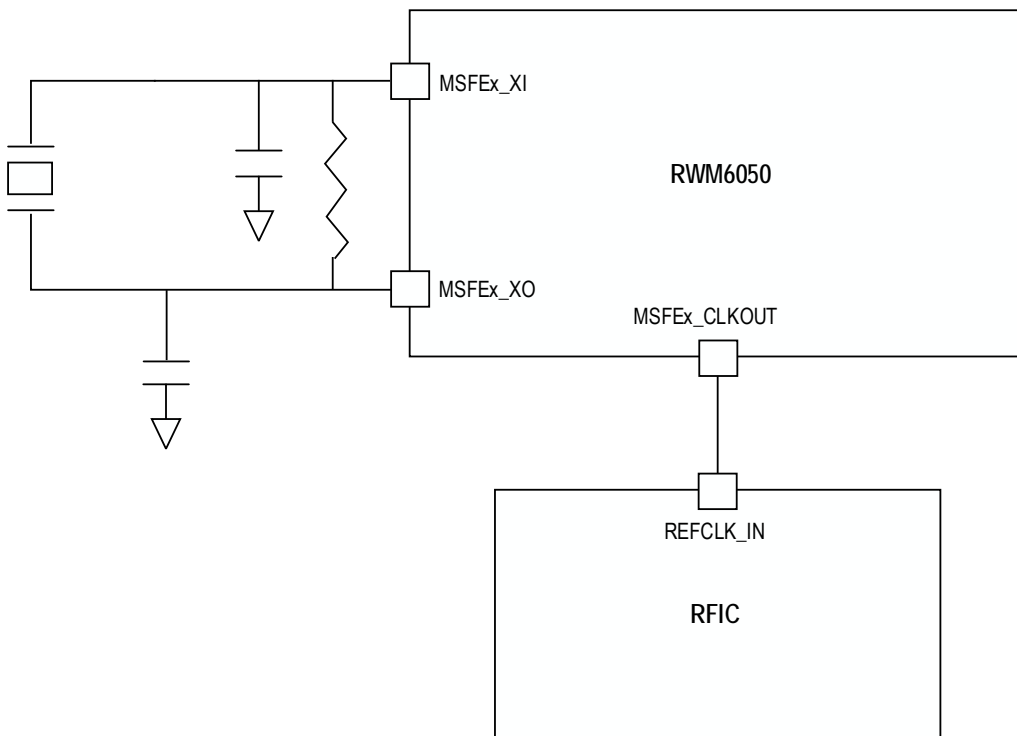 MSFEx_XI
RWM6050
MSFEx_XO
MSFEx_CLKOUT
REFCLK_IN
RFIC